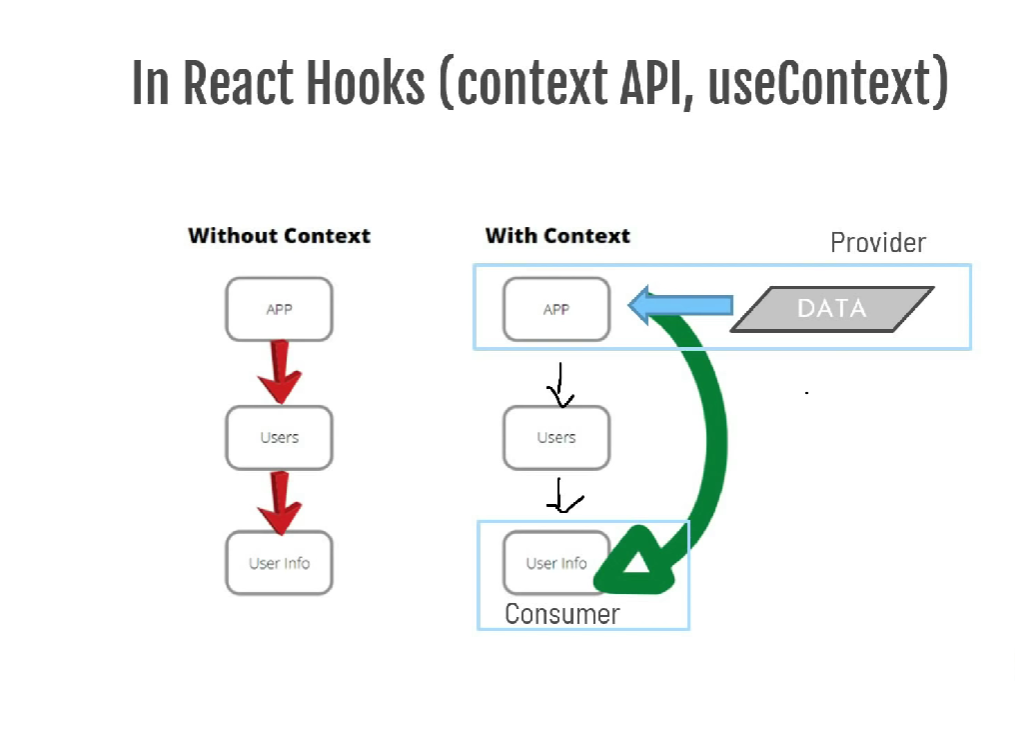 In React Hooks (context API, useContext)
Without Context
With Context
Provider
APP
APP
DATA
Users
Users
User Info
User Info
Consumer